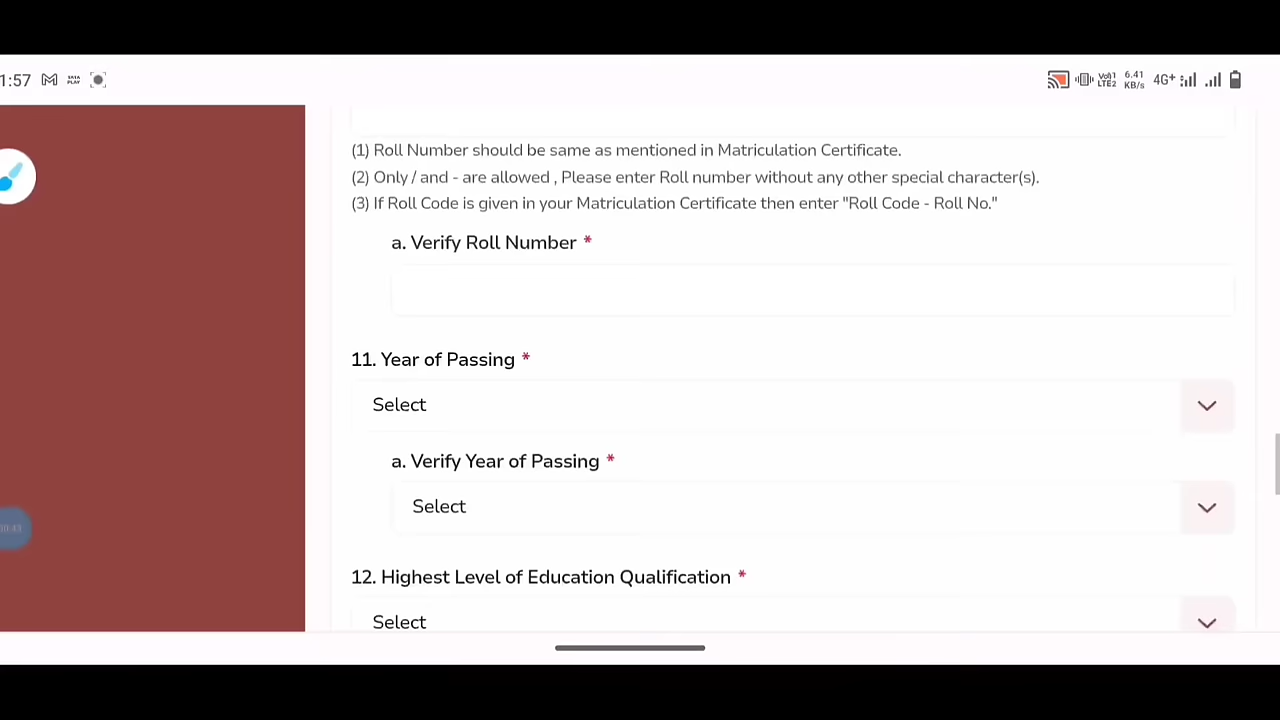 1:57
Vo)) 1
LTE2
6.41
KB/s
4G+
(1) Roll Number should be same as mentioned in Matriculation Certificate.
(2) Only / and - are allowed , Please enter Roll number without any other special character(s).
(3) If Roll Code is given in your Matriculation Certificate then enter "Roll Code - Roll No."
a. Verify Roll Number *
11. Year of Passing *
Select
a. Verify Year of Passing *
Select
12. Highest Level of Education Qualification *
Select